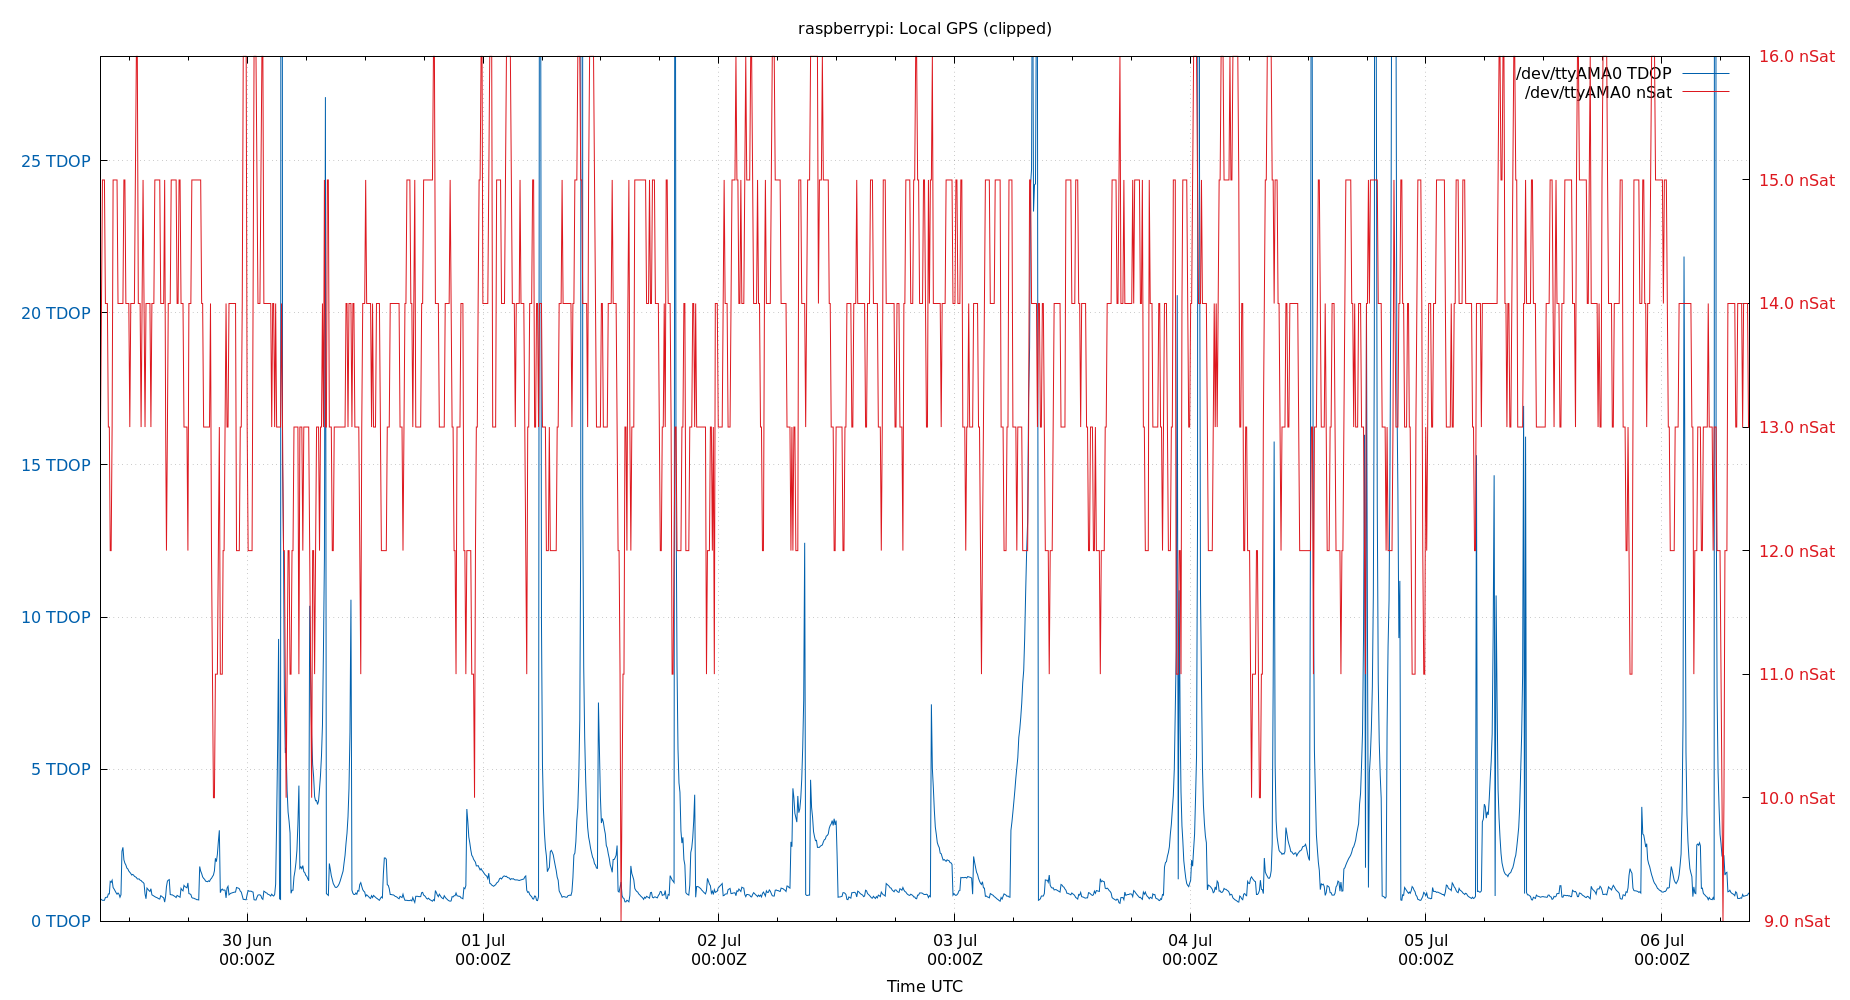 raspberrypi: Local GPS (clipped)
/dev/ttyAMA0 TDOP
/dev/ttyAMA0 nSat
25 TDOP
20 TDOP
15 TDOP
10 TDOP
5 TDOP
0 TDOP
16.0 nSat
15.0 nSat
14.0 nSat
13.0 nSat
12.0 nSat
11.0 nSat
10.0 nSat
9.0 nSat
30 Jun
00:00Z
01 Jul
00:00Z
02 Jul
00:00Z
03 Jul
00:00Z
04 Jul
00:00Z
05 Jul
00:00Z
06 Jul
00:00Z
Time UTC